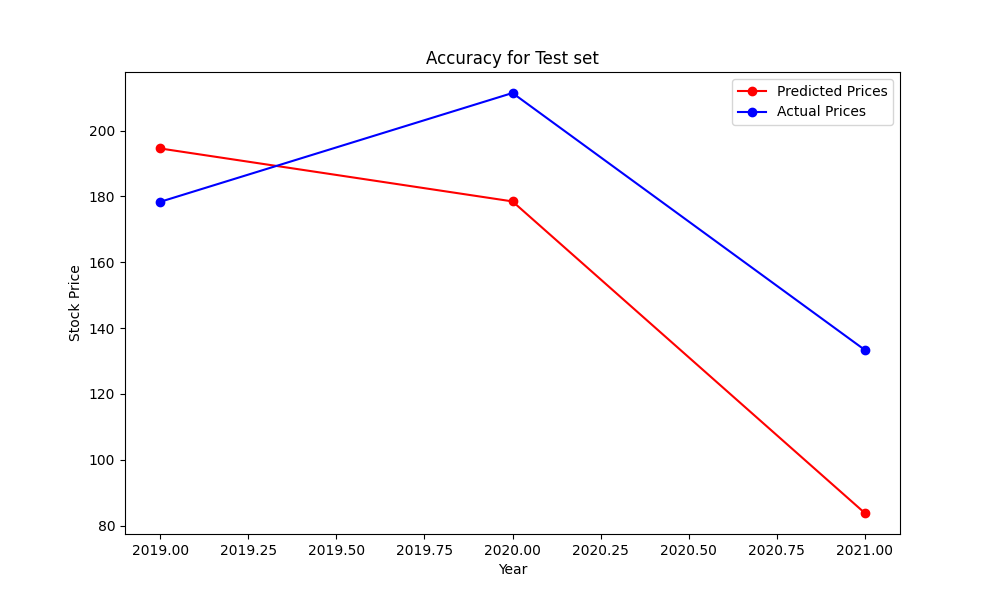 Accuracy for Test set
Predicted Prices
Actual Prices
Stock Price
200
180
160
140
120
100
80
2019.00 2019.25 2019.50 2019.75 2020.00 2020.25 2020.50 2020.75 2021.00
Year